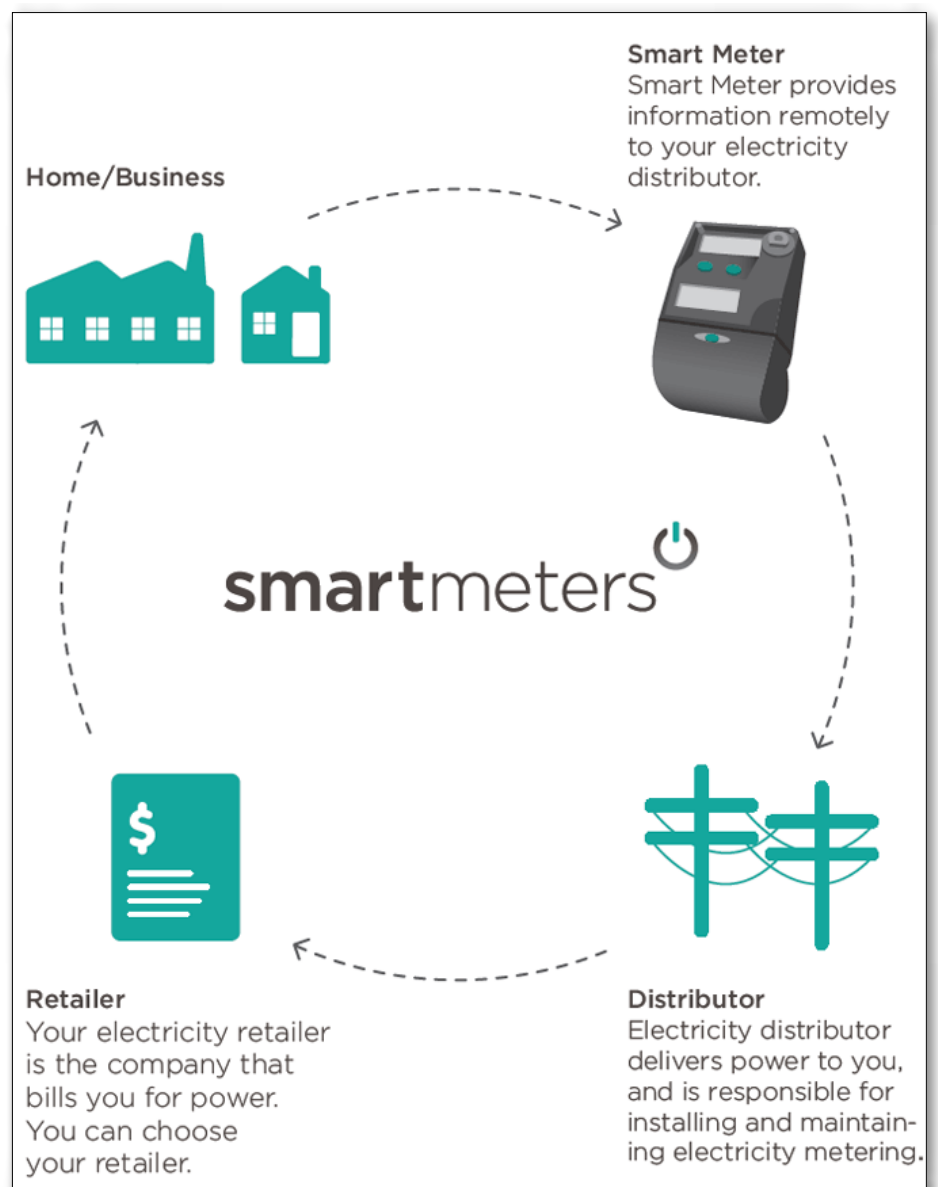 Smart Meter
Smart Meter provides
information remotely
to your electricity
distributor.
Home/Business
smartmeters
$
Retailer
Your electricity retailer
is the company that
bills you for power.
You can choose
your retailer.
Distributor
Electricity distributor
delivers power to you,
and is responsible for
installing and maintain-
ing electricity metering.